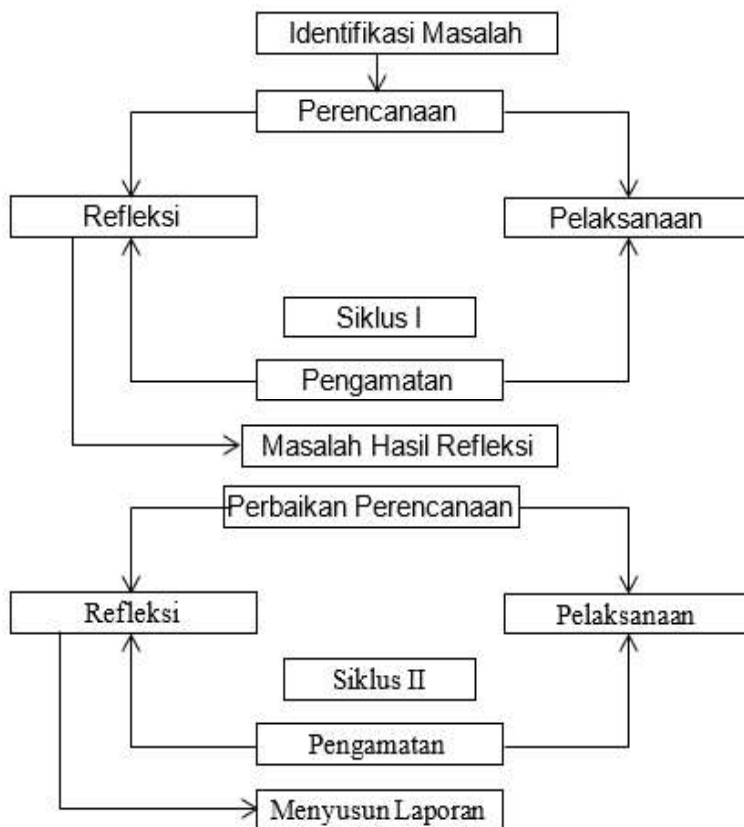 Identifikasi Masalah
Perencanaan
Refleksi
Pelaksanaan
Siklus I
Pengamatan
Masalah Hasil Refleksi
Perbaikan Perencanaan
Refleksi
Pelaksanaan
Siklus II
Pengamatan
Menyusun Laporan